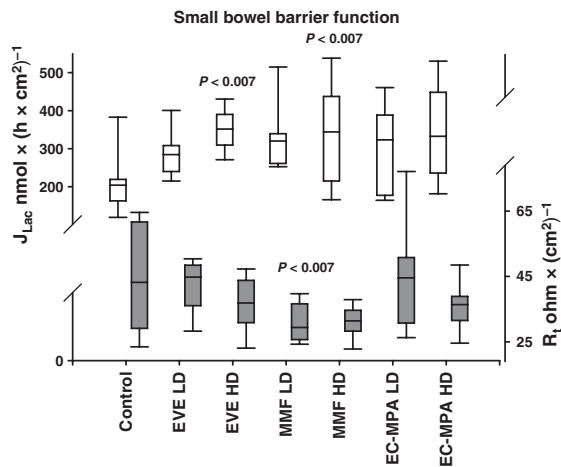 Small bowel barrier function
P < 0.007
P < 0.007
500
400
300
200
0
J_Lac nmol × (h × cm²)⁻¹
P < 0.007
65
45
25
R_t ohm × (cm²)⁻¹
Control
EVE LD
EVE HD
MMF LD
MMF HD
EC-MPA LD
EC-MPA HD